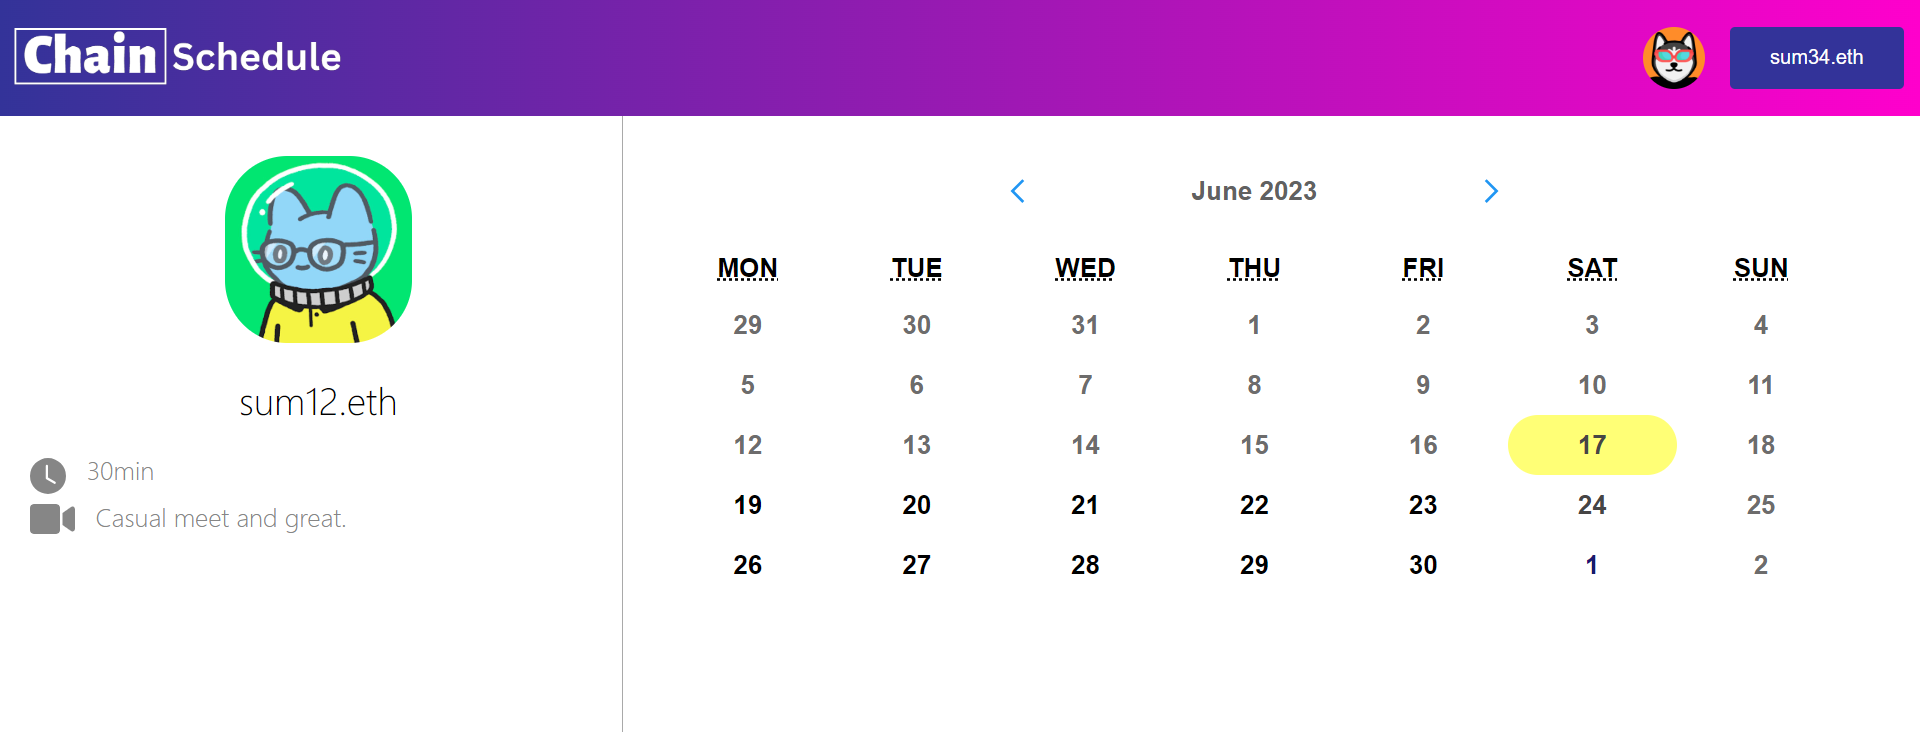 Chain Schedule
sum34.eth
sum12.eth
30min
Casual meet and great.
June 2023
MON TUE WED THU FRI SAT SUN
29 30 31 1 2 3 4
5 6 7 8 9 10 11
12 13 14 15 16 17 18
19 20 21 22 23 24 25
26 27 28 29 30 1 2